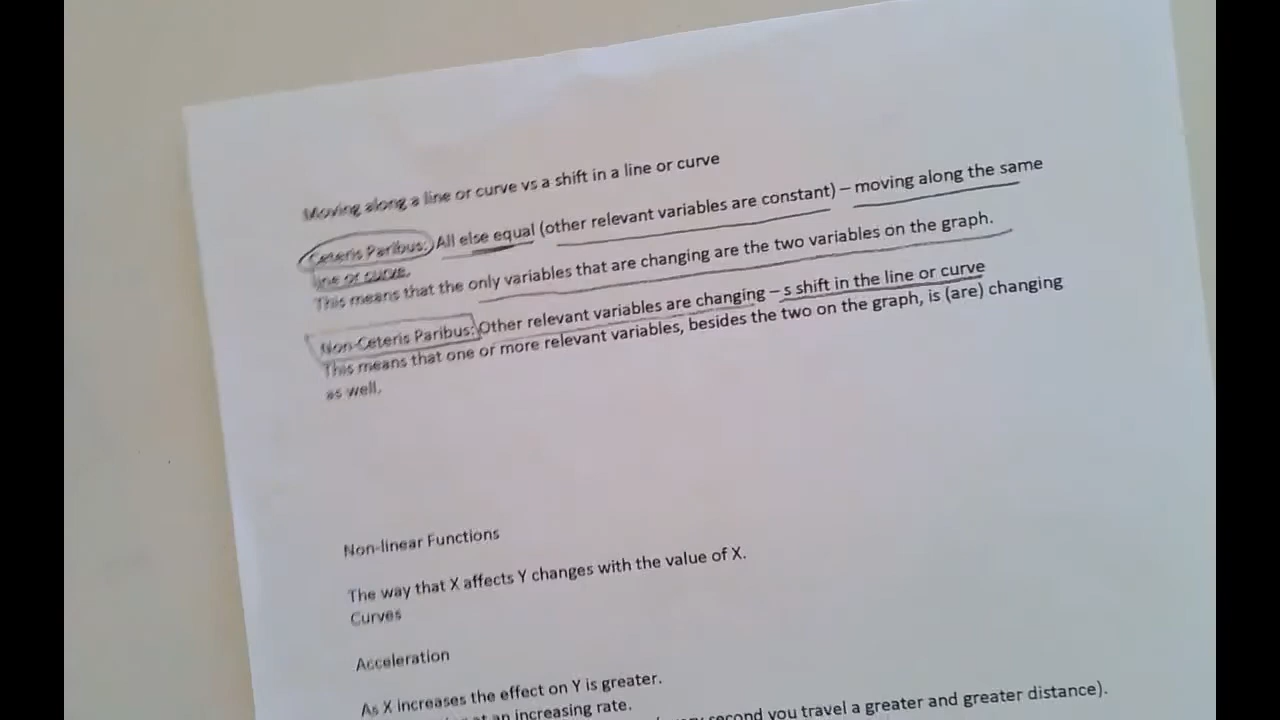 Moving along a line or curve vs a shift in a line or curve
Ceteris Paribus: All else equal (other relevant variables are constant) – moving along the same
line or curve.
This means that the only variables that are changing are the two variables on the graph.
Non-Ceteris Paribus: Other relevant variables are changing – s shift in the line or curve
This means that one or more relevant variables, besides the two on the graph, is (are) changing
as well.
Non-linear Functions
The way that X affects Y changes with the value of X.
Curves
Acceleration
As X increases the effect on Y is greater.
at an increasing rate.
second you travel a greater and greater distance).